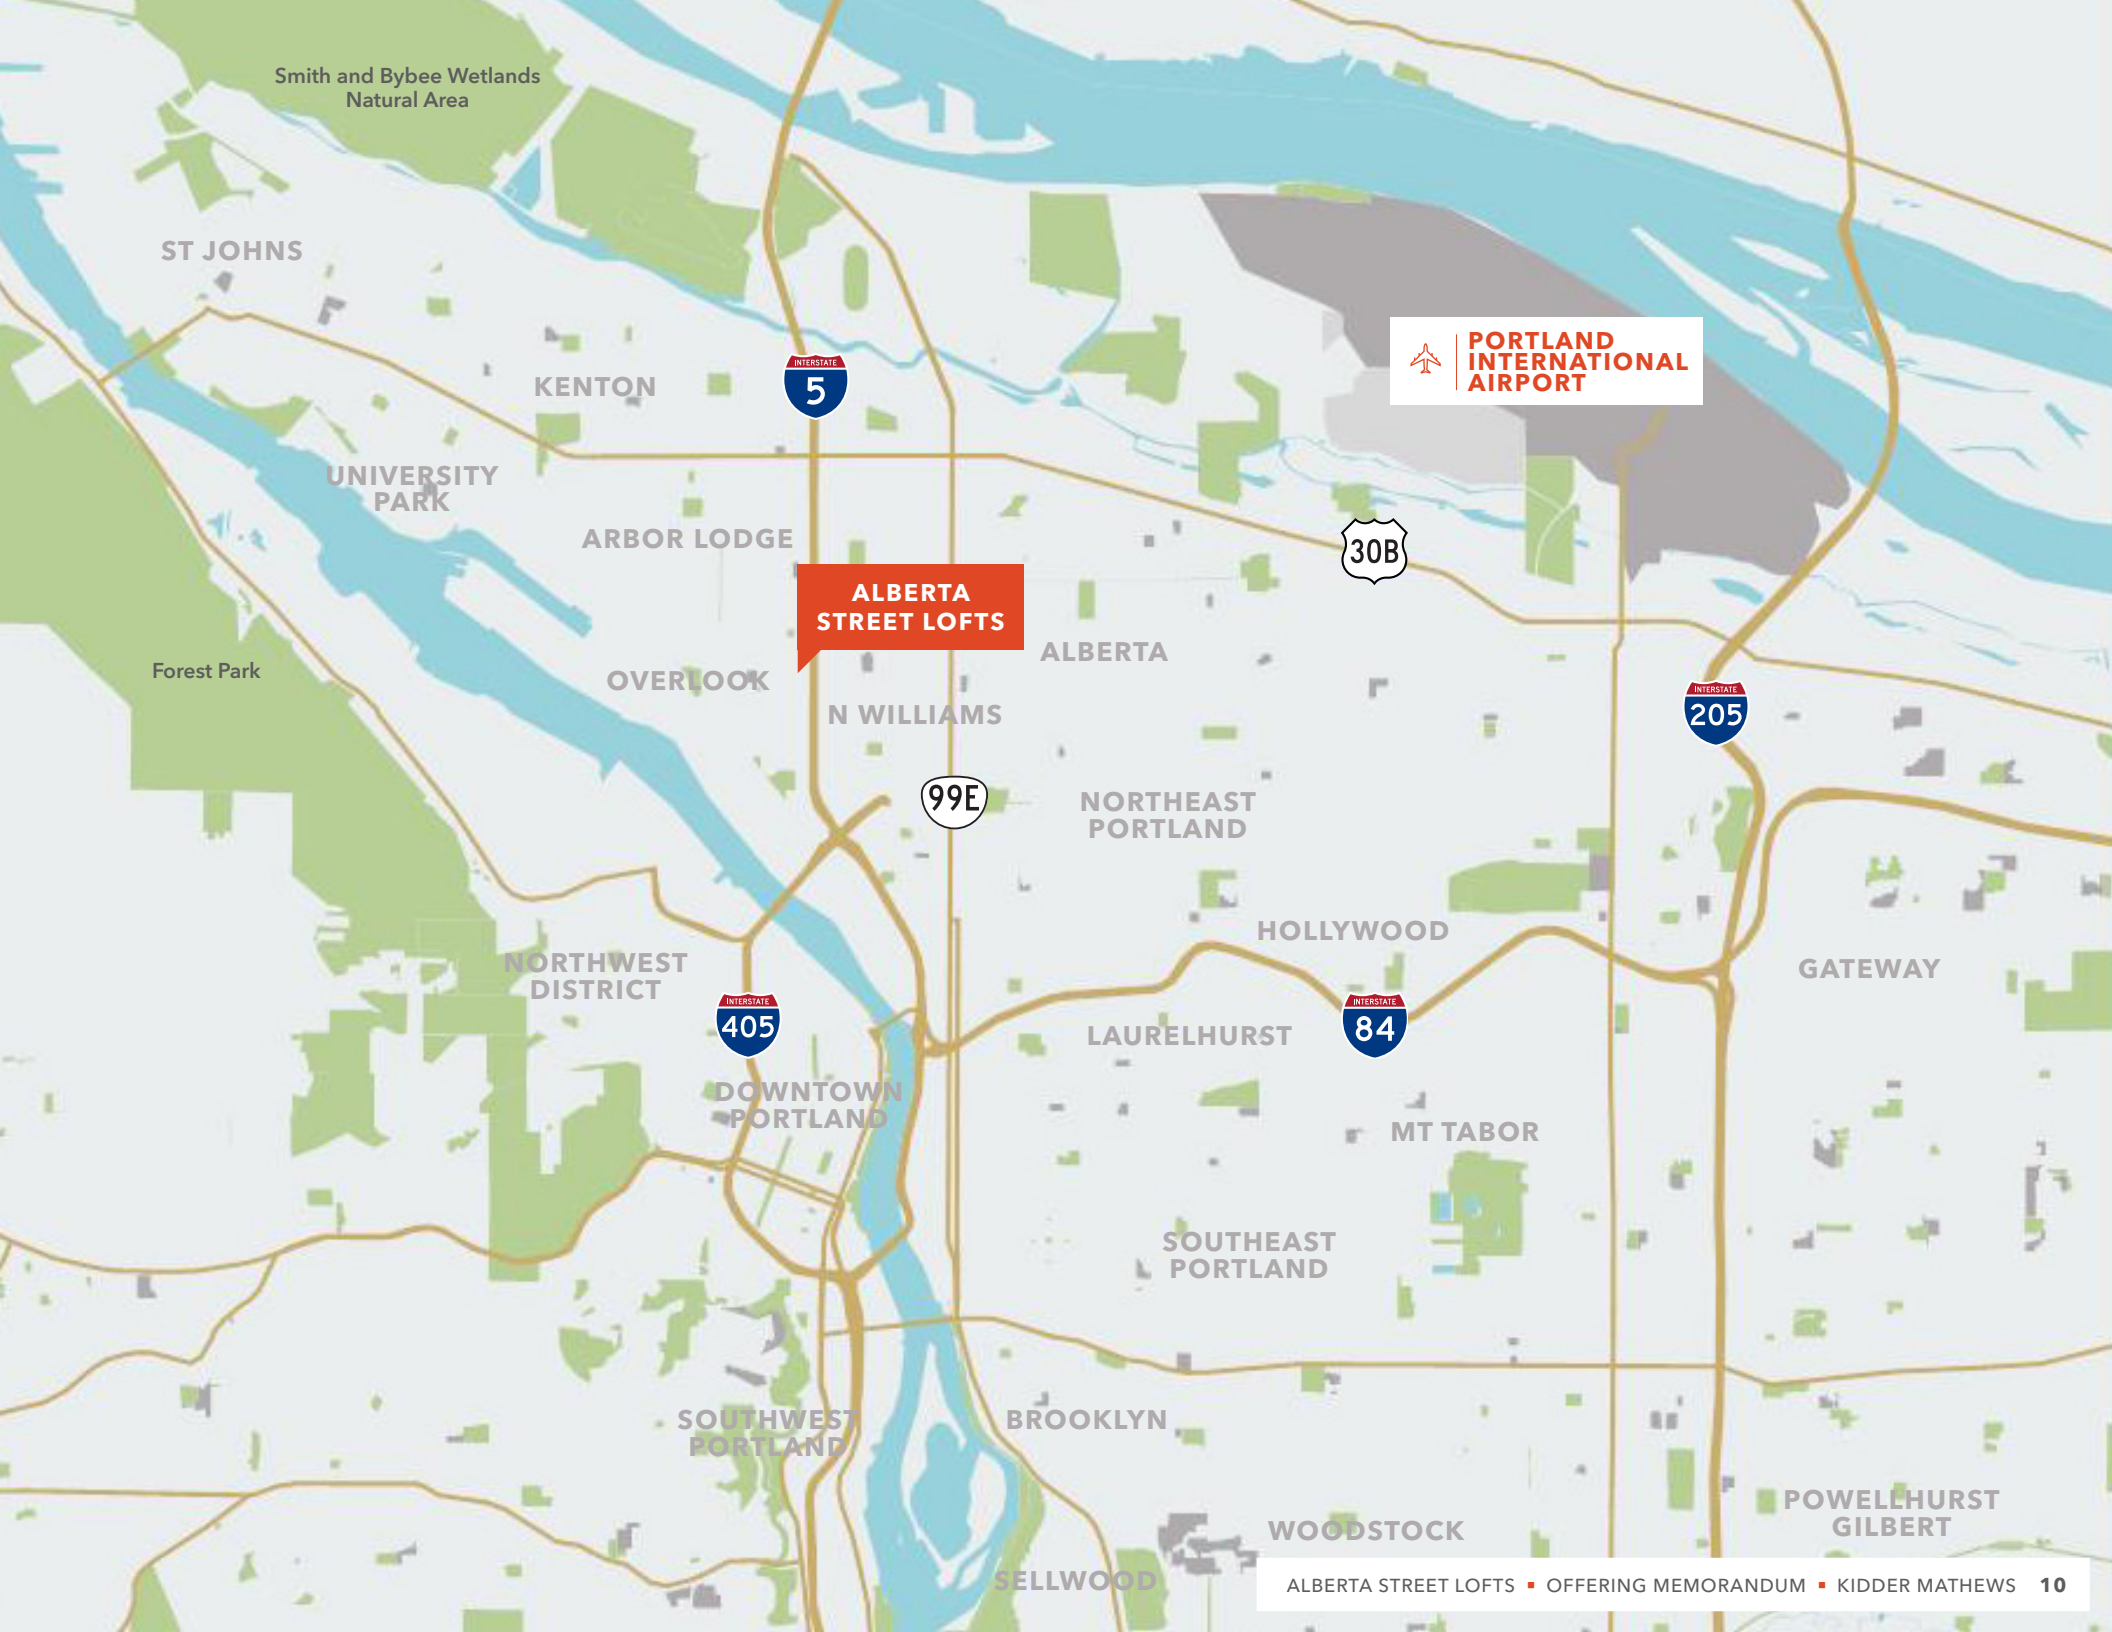 Smith and Bybee Wetlands
Natural Area
ST JOHNS
PORTLAND
INTERNATIONAL
AIRPORT
INTERSTATE
5
KENTON
UNIVERSITY
PARK
ARBOR LODGE
30B
ALBERTA
STREET LOFTS
ALBERTA
Forest Park
OVERLOOK
INTERSTATE
205
N WILLIAMS
99E
NORTHEAST
PORTLAND
HOLLYWOOD
NORTHWEST
DISTRICT
GATEWAY
INTERSTATE
405
INTERSTATE
84
LAURELHURST
DOWNTOWN
PORTLAND
MT TABOR
SOUTHEAST
PORTLAND
SOUTHWEST
PORTLAND
BROOKLYN
POWELLHURST
GILBERT
WOODSTOCK
SELLWOOD
ALBERTA STREET LOFTS ▪ OFFERING MEMORANDUM ▪ KIDDER MATHEWS 10